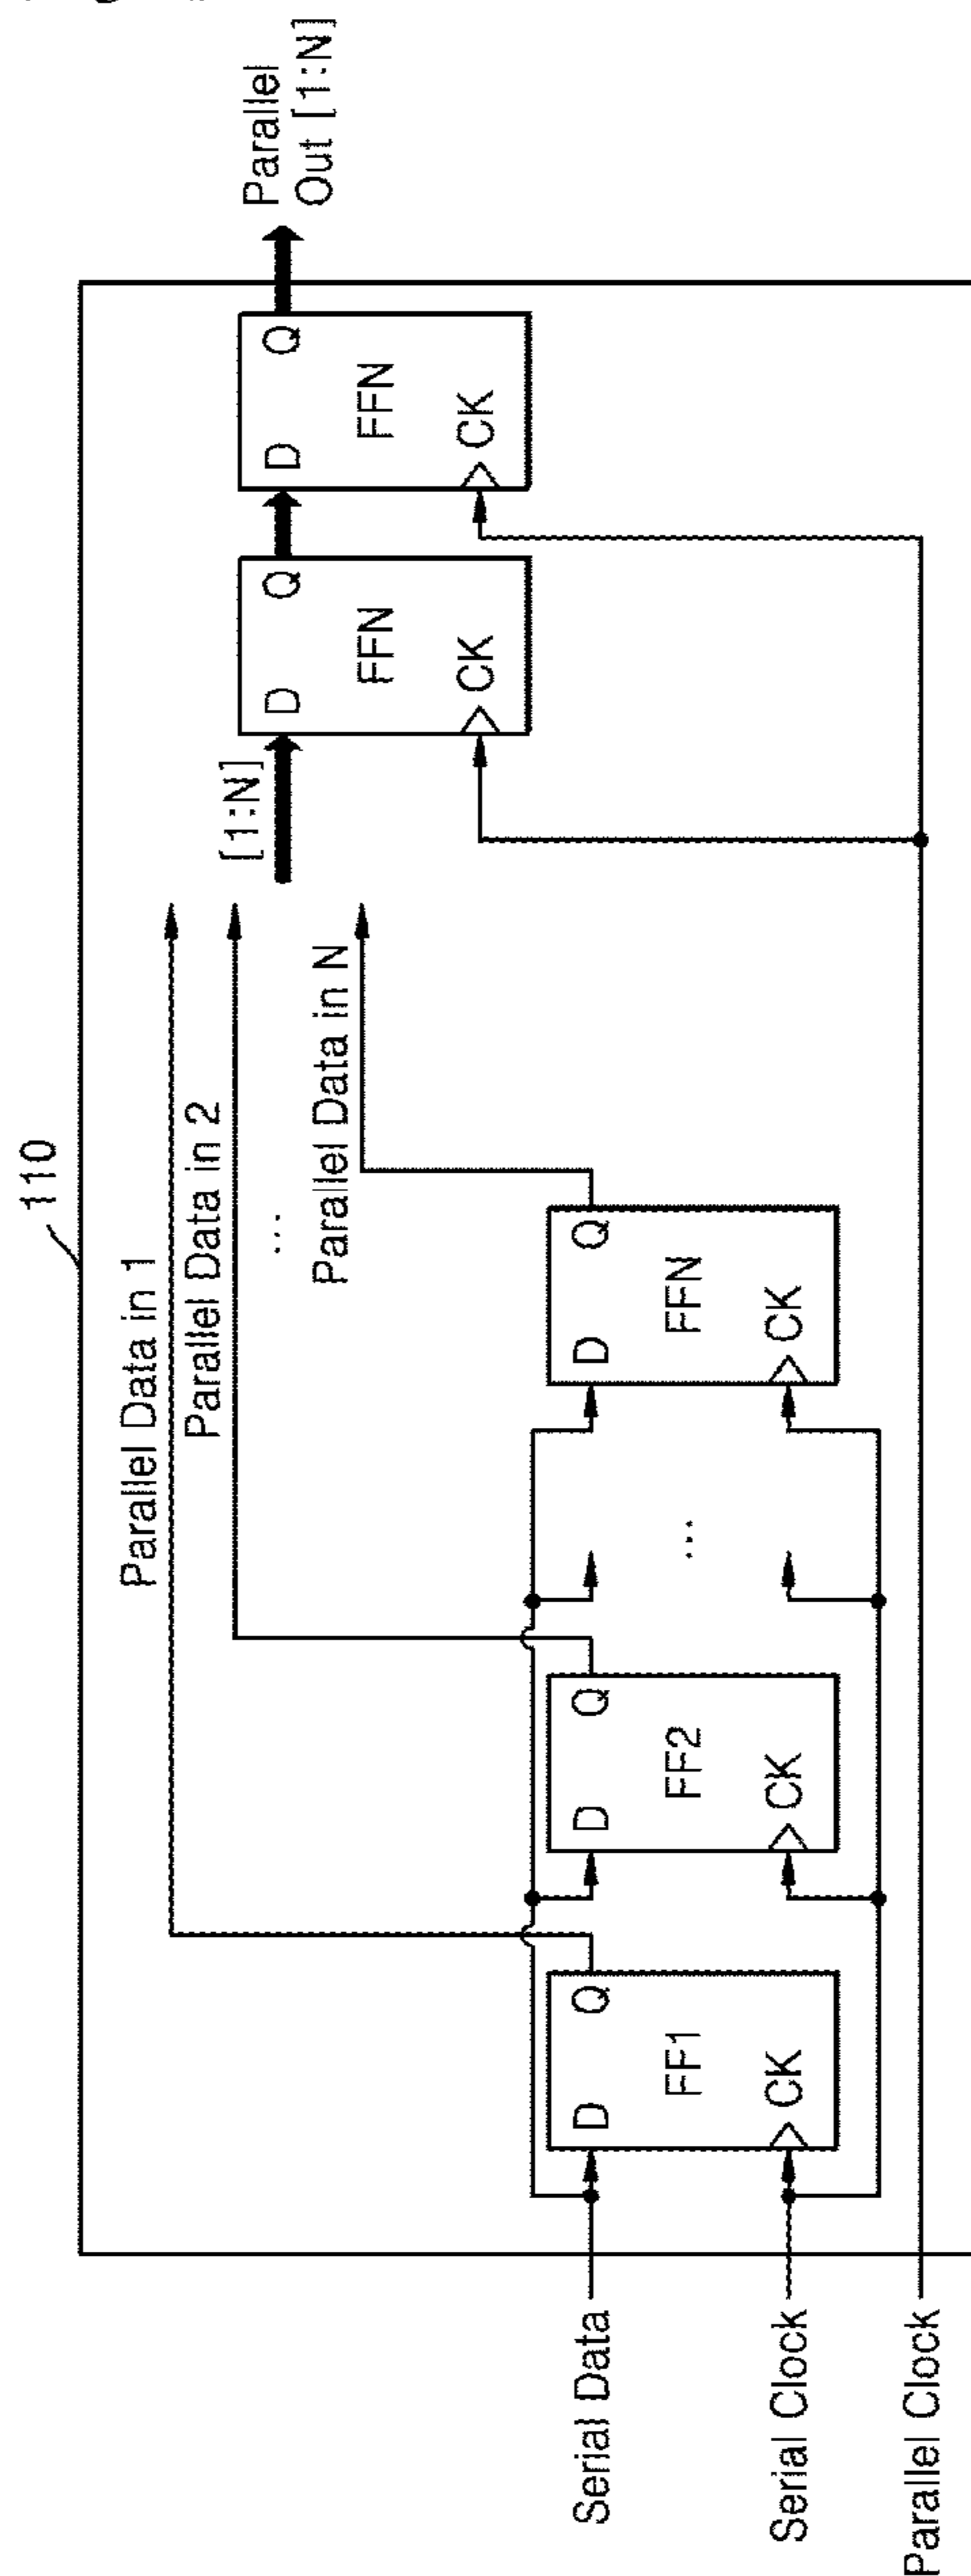 110
Parallel Data in 1
Parallel Data in 2
...
Parallel Data in N
[1:N]
D Q
FFN
CK
D Q
FFN
CK
Parallel
Out [1:N]
Serial Data
D Q
FF1
CK
D Q
FF2
CK
...
D Q
FFN
CK
Serial Clock
Parallel Clock